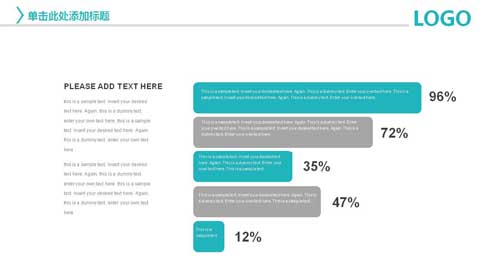 单击此处添加标题
LOGO
PLEASE ADD TEXT HERE
This is a sample text. Insert your desired
text here. Again, this is a dummy text,
enter your own text here. this is a sample
text. Insert your desired text here. Again,
this is a dummy text, enter your own text
here
This is a sample text. Insert your desired
text here. Again, this is a dummy text,
enter your own text here. this is a sample
text. Insert your desired text here. Again,
this is a dummy text, enter your own text
here
This is a sample text. Insert your desired text here. Again. This is a dummy text. Enter your own text here. This is a
sample text. Insert your desired text here. Again. This is a dummy text. Enter your own text here.
96%
This is a sample text. Insert your desired text here. Again. This is a dummy text. Enter
your own text here. This is a sample text. Insert your desired text here. Again. This is a
dummy text. Enter your own text here.
72%
This is a sample text. Insert your desired text
here. Again. This is a dummy text. Enter your
own text here. This is a sample text.
35%
This is a sample text. Insert your desired text here. Again. This is
a dummy text. Enter your own text here. This is a sample text.
47%
This is a
sample text.
12%